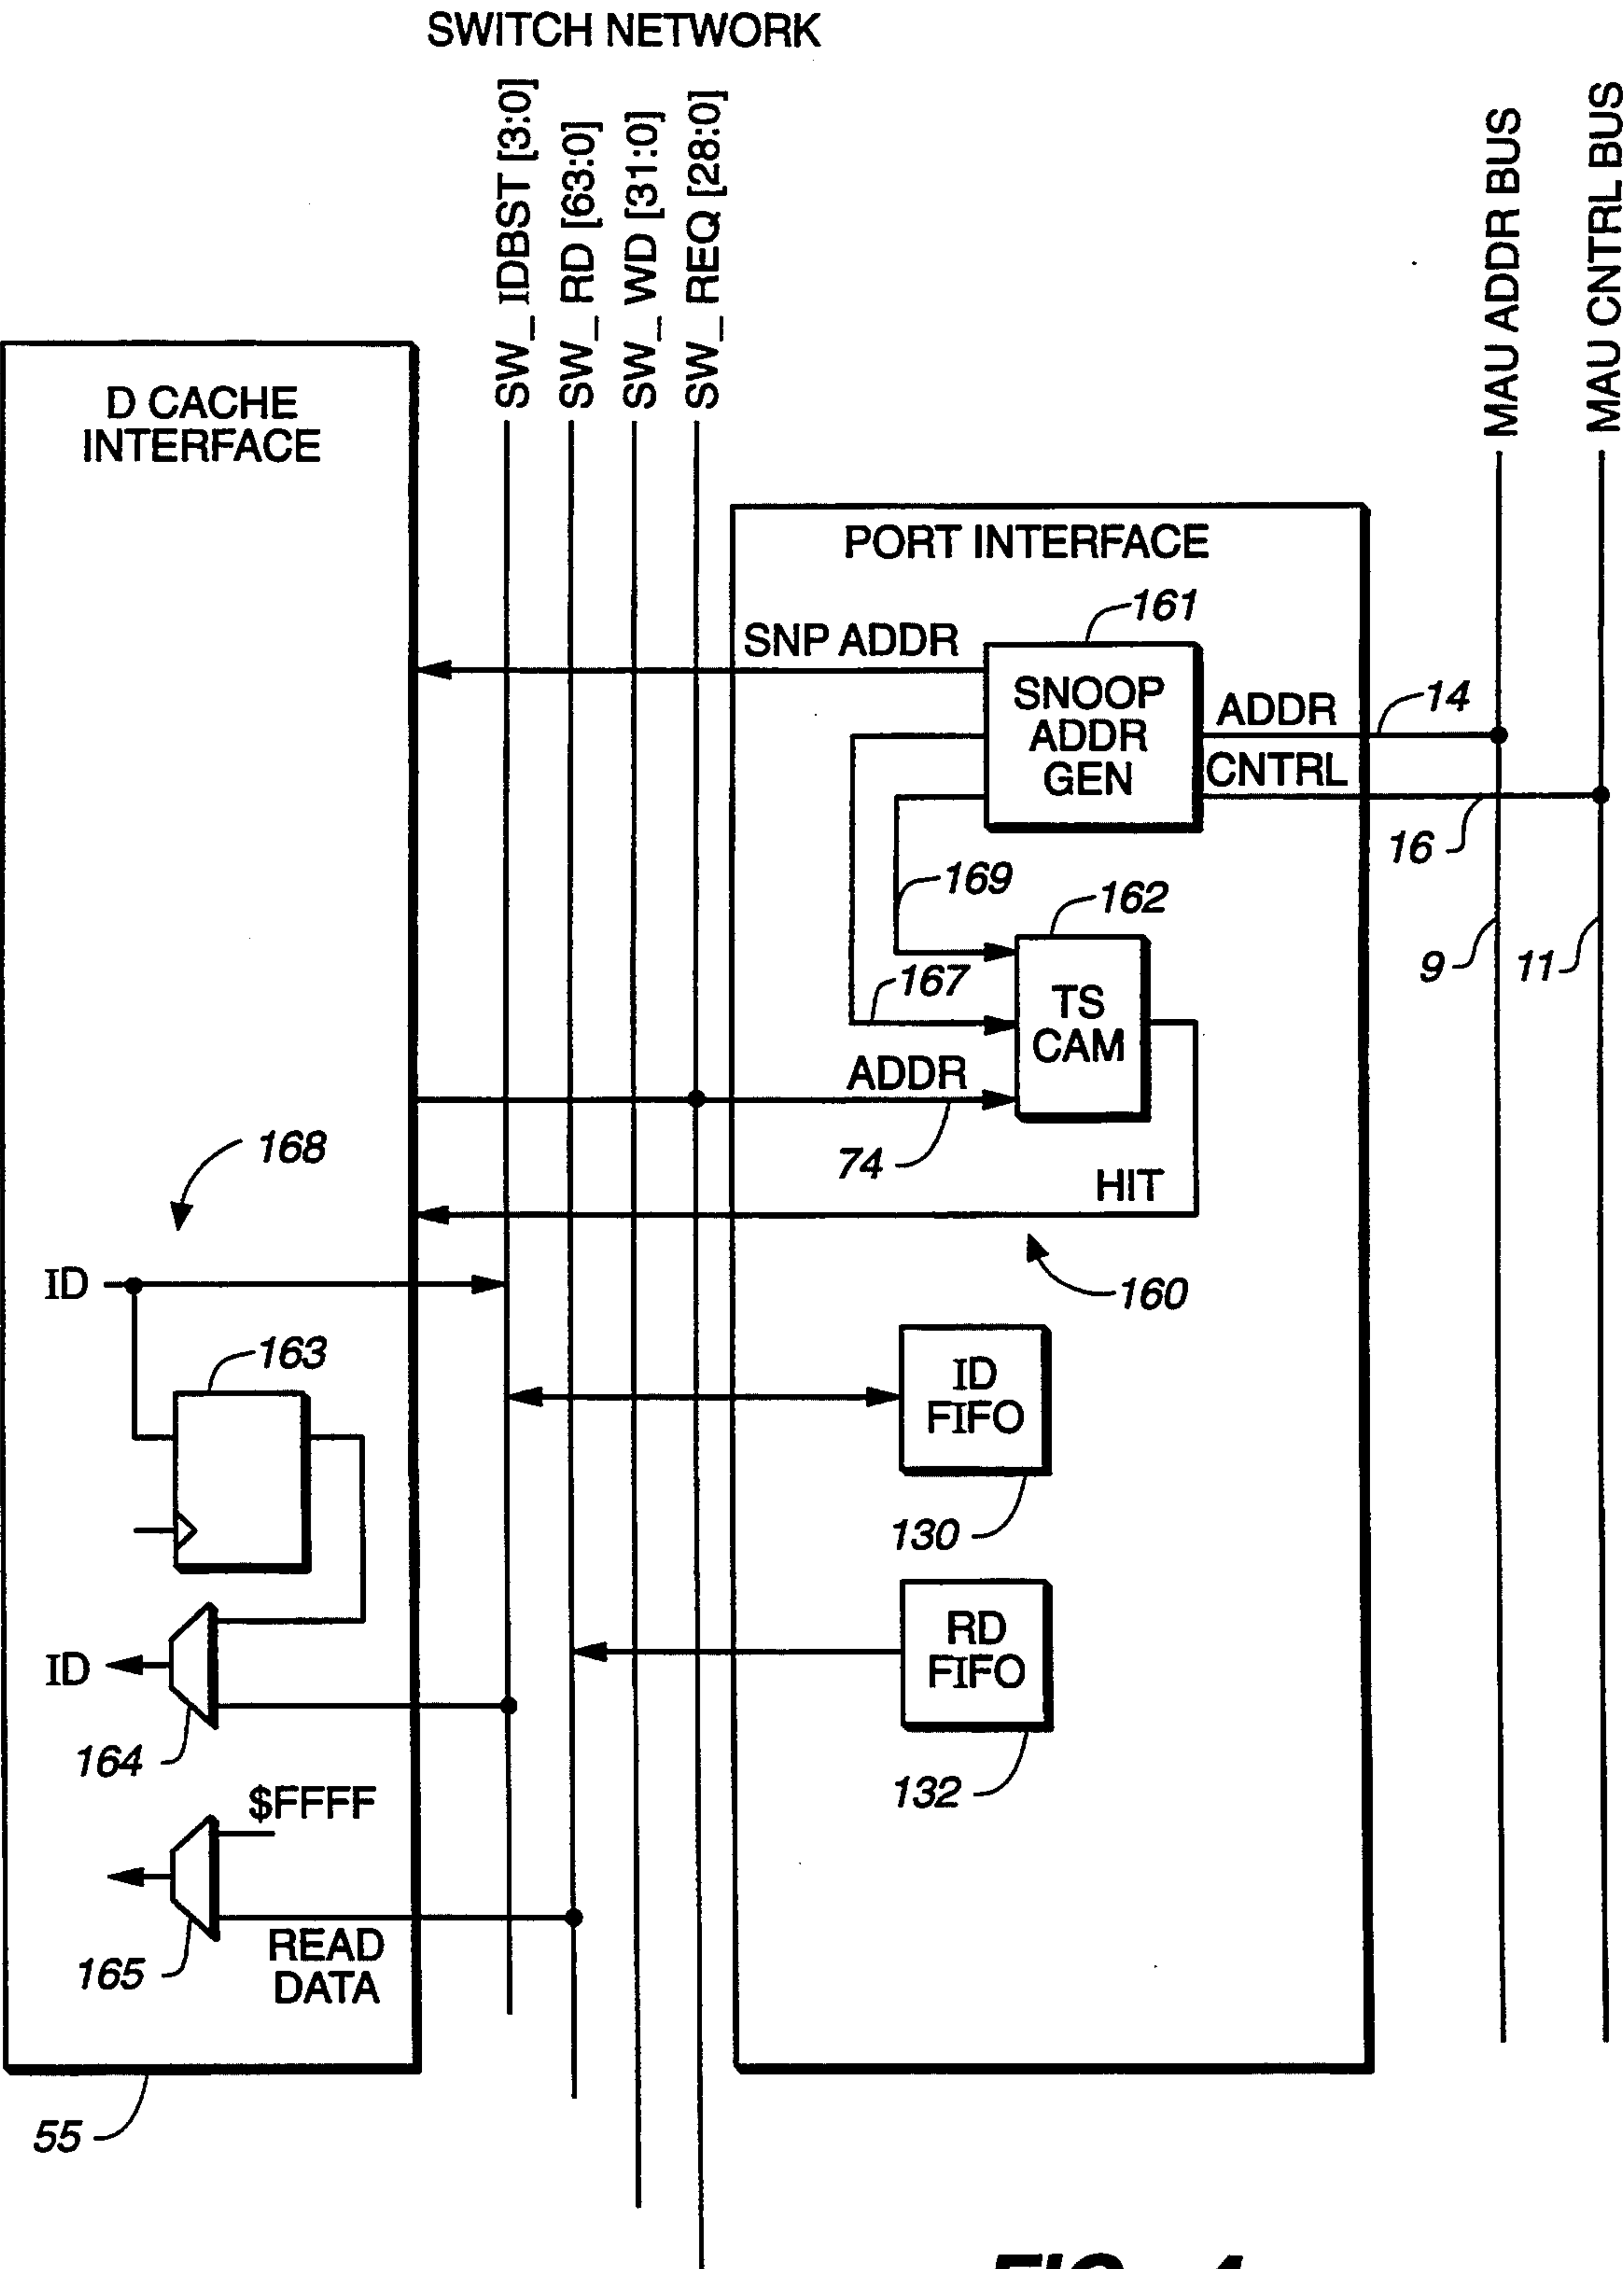 SWITCH NETWORK
SW_IDBST [3:0]
SW_RD [63:0]
SW_WD [31:0]
SW_REQ [28:0]
MAU ADDR BUS
MAU CNTRL BUS
D CACHE
INTERFACE
PORT INTERFACE
161
SNP ADDR
SNOOP
ADDR
GEN
ADDR
14
CNTRL
16
169
162
9
11
167
TS
CAM
ADDR
74
168
HIT
ID
160
163
ID
FIFO
130
RD
FIFO
ID
164
132
$FFFF
165
READ
DATA
55